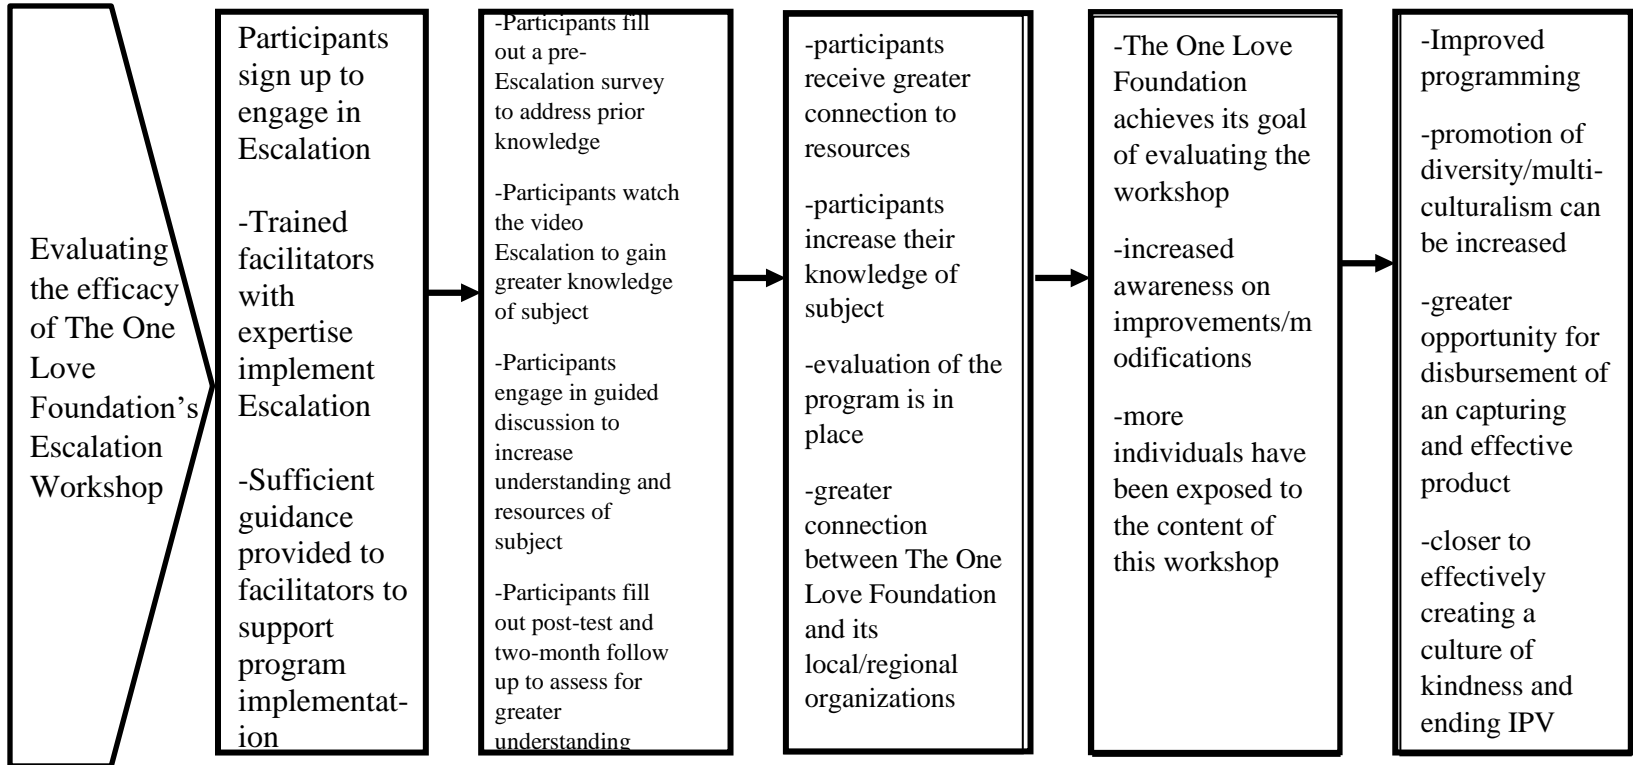 Evaluating
the efficacy
of The One
Love
Foundation’s
Escalation
Workshop
Participants
sign up to
engage in
Escalation
-Trained
facilitators
with
expertise
implement
Escalation
-Sufficient
guidance
provided to
facilitators to
support
program
implementat-
ion
-Participants fill
out a pre-
Escalation survey
to address prior
knowledge
-Participants watch
the video
Escalation to gain
greater knowledge
of subject
-Participants
engage in guided
discussion to
increase
understanding and
resources of
subject
-Participants fill
out post-test and
two-month follow
up to assess for
greater
understanding
-participants
receive greater
connection to
resources
-participants
increase their
knowledge of
subject
-evaluation of the
program is in
place
-greater
connection
between The One
Love Foundation
and its
local/regional
organizations
-The One Love
Foundation
achieves its goal
of evaluating the
workshop
-increased
awareness on
improvements/m
odifications
-more
individuals have
been exposed to
the content of
this workshop
-Improved
programming
-promotion of
diversity/multi-
culturalism can
be increased
-greater
opportunity for
disbursement of
an capturing
and effective
product
-closer to
effectively
creating a
culture of
kindness and
ending IPV